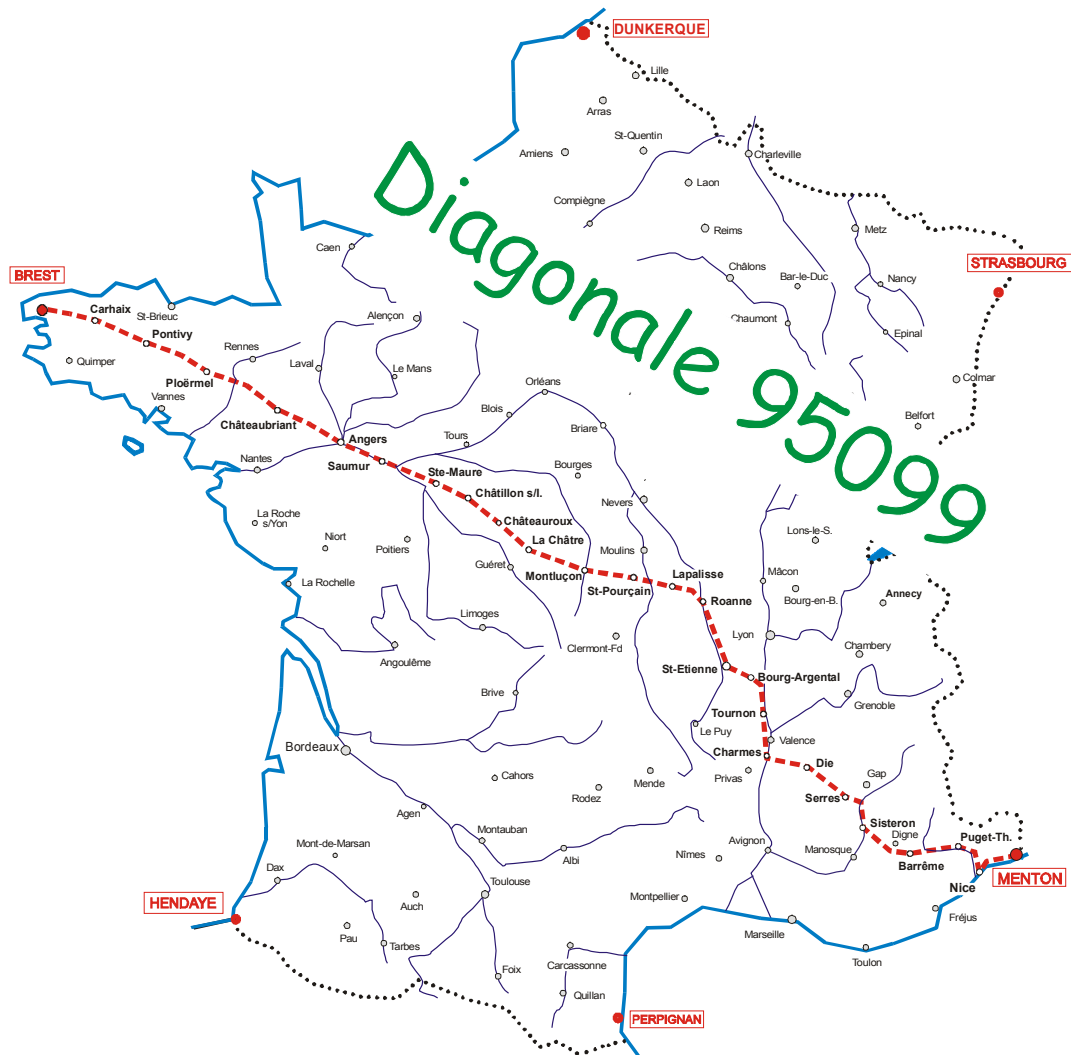 DUNKERQUE
Lille
Arras
St-Quentin
Amiens
Charleville
Laon
Compiègne
Diagonale 95099
Reims
Metz
Caen
BREST
STRASBOURG
Châlons
Bar-le-Duc
Nancy
Carhaix
St-Brieuc
Alençon
Chaumont
Epinal
Pontivy
Rennes
Quimper
Laval
Le Mans
Ploërmel
Colmar
Orléans
Vannes
Blois
Belfort
Châteaubriant
Briare
Angers
Tours
Nantes
Saumur
Ste-Maure
Bourges
Châtillon s/I.
Nevers
La Roche
s/Yon
Châteauroux
Lons-le-S.
Niort
Poitiers
La Châtre
Moulins
Guéret
Montluçon
Lapalisse
Mâcon
La Rochelle
St-Pourçain
Roanne
Bourg-en-B.
Annecy
Limoges
Lyon
Clermont-Fd
Chambery
Angoulême
St-Etienne
Bourg-Argental
Brive
Grenoble
Tournon
Le Puy
Valence
Bordeaux
Charmes
Die
Cahors
Mende
Privas
Gap
Rodez
Serres
Agen
Montauban
Sisteron
Digne
Puget-Th.
Mont-de-Marsan
Avignon
Albi
Nîmes
Manosque
Barrême
Dax
MENTON
Toulouse
Nice
HENDAYE
Auch
Montpellier
Fréjus
Pau
Tarbes
Marseille
Toulon
Foix
Carcassonne
Quillan
PERPIGNAN